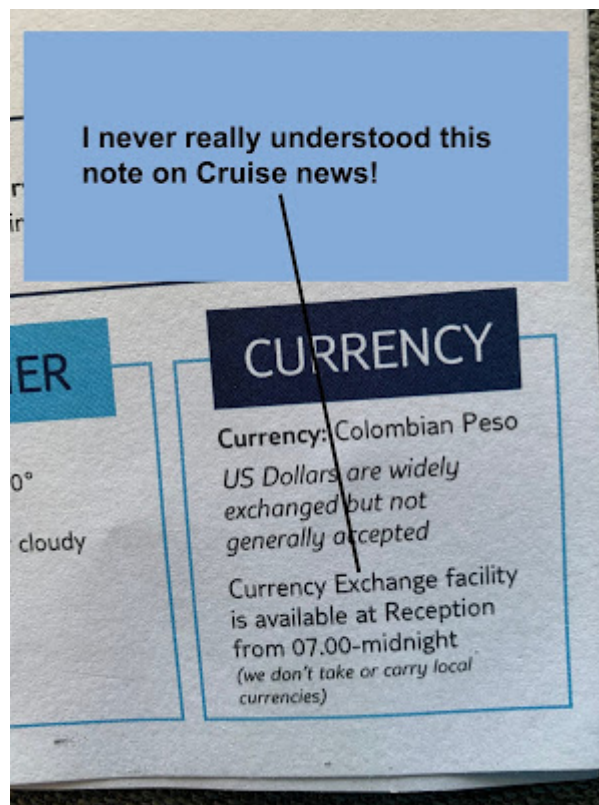 I never really understood this
note on Cruise news!
ER
CURRENCY
Currency: Colombian Peso
US Dollars are widely
exchanged but not
generally accepted
0°
cloudy
Currency Exchange facility
is available at Reception
from 07.00-midnight
(we don't take or carry local
currencies)